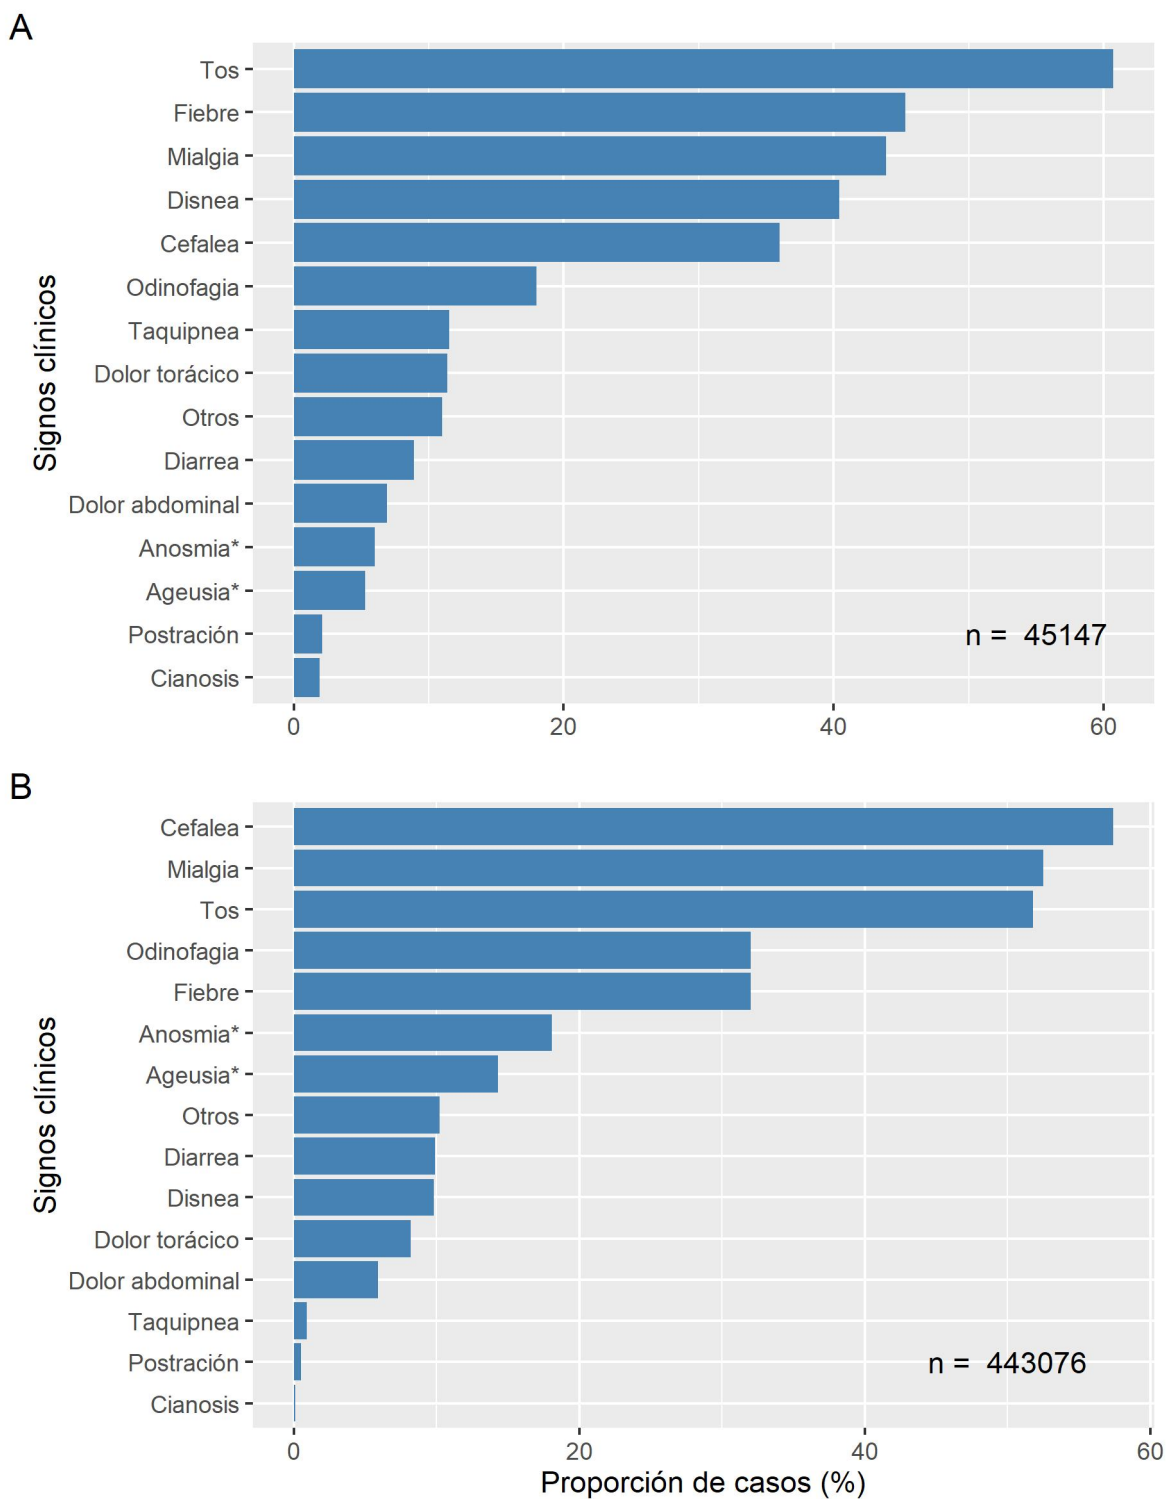 A
Signos clínicos
Tos
Fiebre
Mialgia
Disnea
Cefalea
Odinofagia
Taquipnea
Dolor torácico
Otros
Diarrea
Dolor abdominal
Anosmia*
Ageusia*
Postración
Cianosis
n = 45147
0 20 40 60
B
Signos clínicos
Cefalea
Mialgia
Tos
Odinofagia
Fiebre
Anosmia*
Ageusia*
Otros
Diarrea
Disnea
Dolor torácico
Dolor abdominal
Taquipnea
Postración
Cianosis
n = 443076
0 20 40 60
Proporción de casos (%)